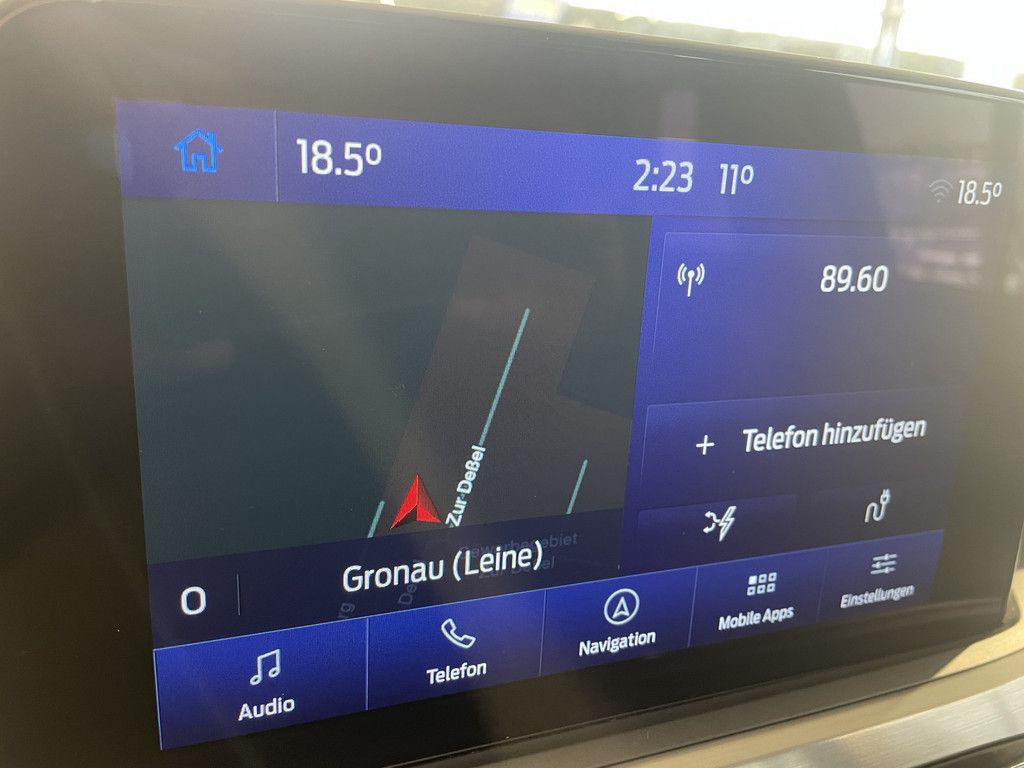 18.5º
2:23 11º
18.5º
89.60
+ Telefon hinzufügen
Zur Deßel
Gronau (Leine)
0
Audio
Telefon
Navigation
Mobile Apps
Einstellungen